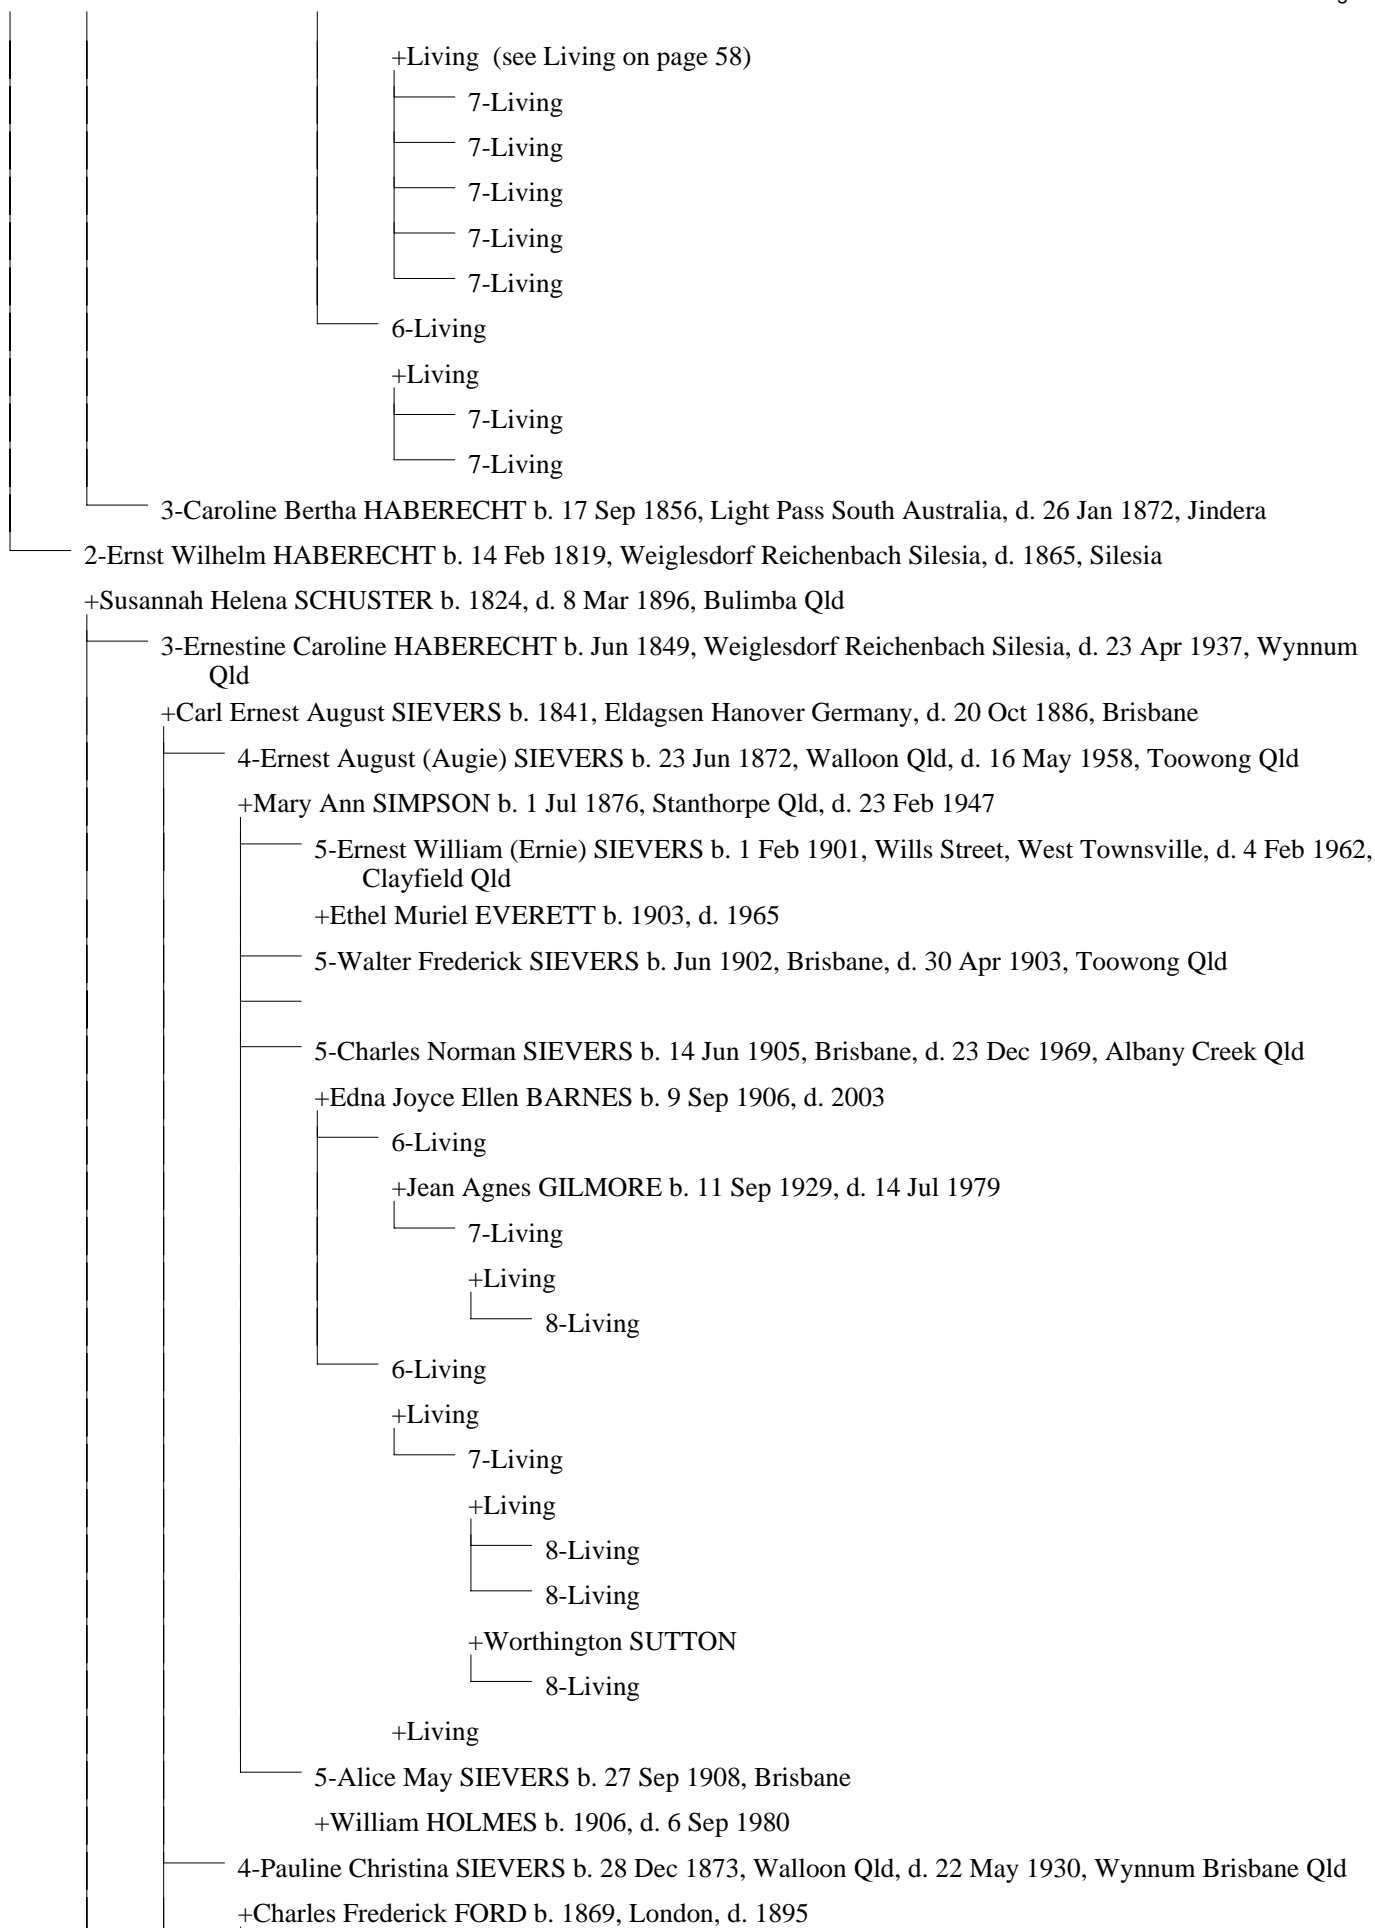 +Living (see Living on page 58)
7-Living
7-Living
7-Living
7-Living
7-Living
6-Living
+Living
7-Living
7-Living
3-Caroline Bertha HABERECHT b. 17 Sep 1856, Light Pass South Australia, d. 26 Jan 1872, Jindera
2-Ernst Wilhelm HABERECHT b. 14 Feb 1819, Weiglesdorf Reichenbach Silesia, d. 1865, Silesia
+Susannah Helena SCHUSTER b. 1824, d. 8 Mar 1896, Bulimba Qld
3-Ernestine Caroline HABERECHT b. Jun 1849, Weiglesdorf Reichenbach Silesia, d. 23 Apr 1937, Wynnum
Qld
+Carl Ernest August SIEVERS b. 1841, Eldagsen Hanover Germany, d. 20 Oct 1886, Brisbane
4-Ernest August (Augie) SIEVERS b. 23 Jun 1872, Walloon Qld, d. 16 May 1958, Toowong Qld
+Mary Ann SIMPSON b. 1 Jul 1876, Stanthorpe Qld, d. 23 Feb 1947
5-Ernest William (Ernie) SIEVERS b. 1 Feb 1901, Wills Street, West Townsville, d. 4 Feb 1962,
Clayfield Qld
+Ethel Muriel EVERETT b. 1903, d. 1965
5-Walter Frederick SIEVERS b. Jun 1902, Brisbane, d. 30 Apr 1903, Toowong Qld
5-Charles Norman SIEVERS b. 14 Jun 1905, Brisbane, d. 23 Dec 1969, Albany Creek Qld
+Edna Joyce Ellen BARNES b. 9 Sep 1906, d. 2003
6-Living
+Jean Agnes GILMORE b. 11 Sep 1929, d. 14 Jul 1979
7-Living
+Living
8-Living
6-Living
+Living
7-Living
+Living
8-Living
8-Living
+Worthington SUTTON
8-Living
+Living
5-Alice May SIEVERS b. 27 Sep 1908, Brisbane
+William HOLMES b. 1906, d. 6 Sep 1980
4-Pauline Christina SIEVERS b. 28 Dec 1873, Walloon Qld, d. 22 May 1930, Wynnum Brisbane Qld
+Charles Frederick FORD b. 1869, London, d. 1895